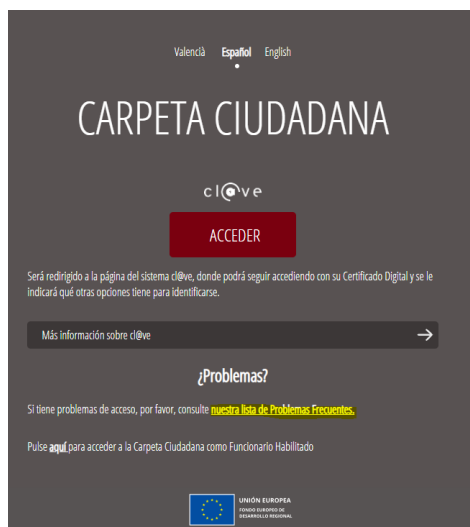 Valencià Español English
CARPETA CIUDADANA
cl@ve
ACCEDER
Será redirigido a la página del sistema cl@ve, donde podrá seguir accediendo con su Certificado Digital y se le
indicará qué otras opciones tiene para identificarse.
Más información sobre cl@ve
¿Problemas?
Si tiene problemas de acceso, por favor, consulte nuestra lista de Problemas Frecuentes.
Pulse aquí para acceder a la Carpeta Ciudadana como Funcionario Habilitado
UNIÓN EUROPEA
FONDO EUROPEO DE
DESARROLLO REGIONAL